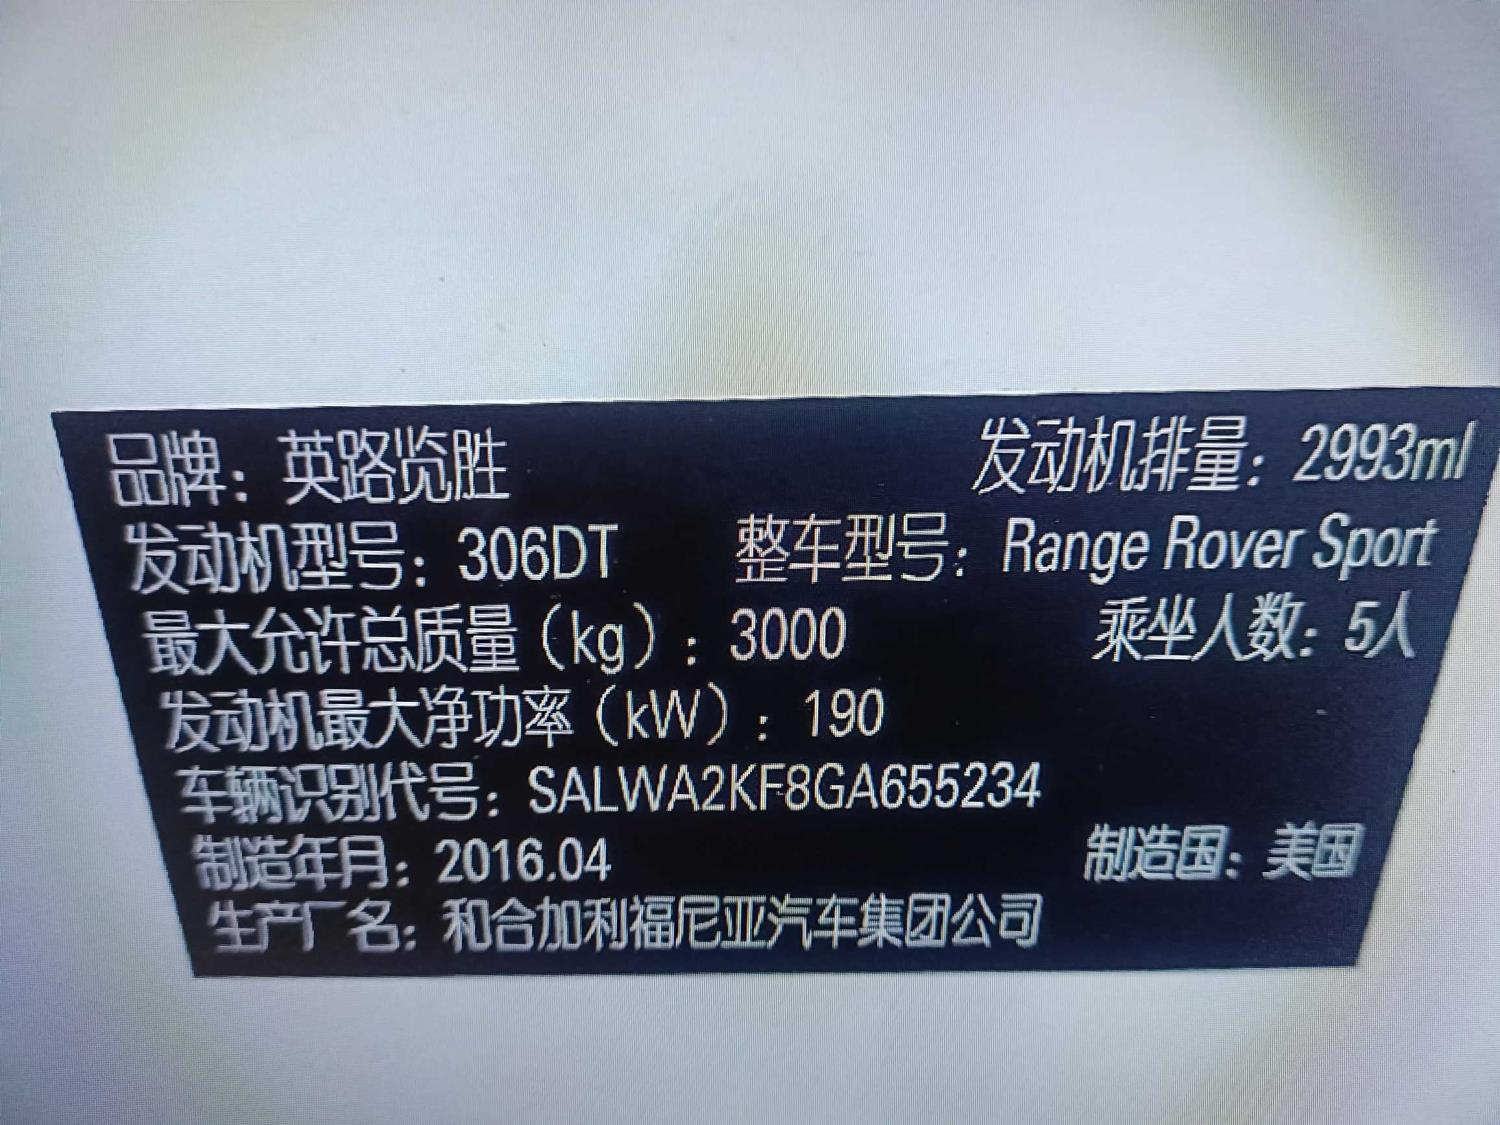 品牌：英路览胜 发动机排量：2993ml
发动机型号：306DT 整车型号：Range Rover Sport
最大允许总质量（kg）：3000 乘坐人数：5人
发动机最大净功率（kW）：190
车辆识别代号：SALWA2KF8GA655234
制造年月：2016.04 制造国：美国
生产厂名：和合加利福尼亚汽车集团公司